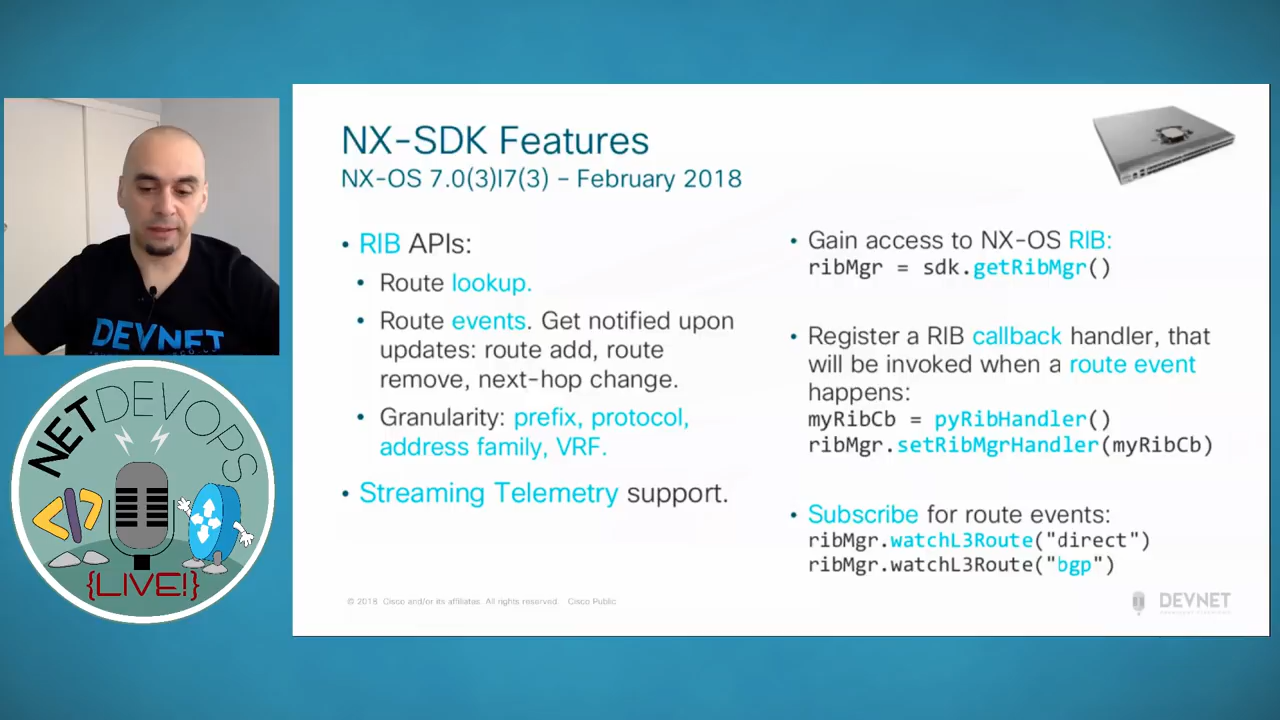 NX-SDK Features
NX-OS 7.0(3)I7(3) – February 2018
• RIB APIs:
• Route lookup.
• Route events. Get notified upon
updates: route add, route
remove, next-hop change.
• Granularity: prefix, protocol,
address family, VRF.
• Streaming Telemetry support.
• Gain access to NX-OS RIB:
ribMgr = sdk.getRibMgr()
• Register a RIB callback handler, that
will be invoked when a route event
happens:
myRibCb = pyRibHandler()
ribMgr.setRibMgrHandler(myRibCb)
• Subscribe for route events:
ribMgr.watchL3Route("direct")
ribMgr.watchL3Route("bgp")
© 2018 Cisco and/or its affiliates. All rights reserved. Cisco Public
DEVNET
DEVNET
NETDEVOPS
{LIVE!}